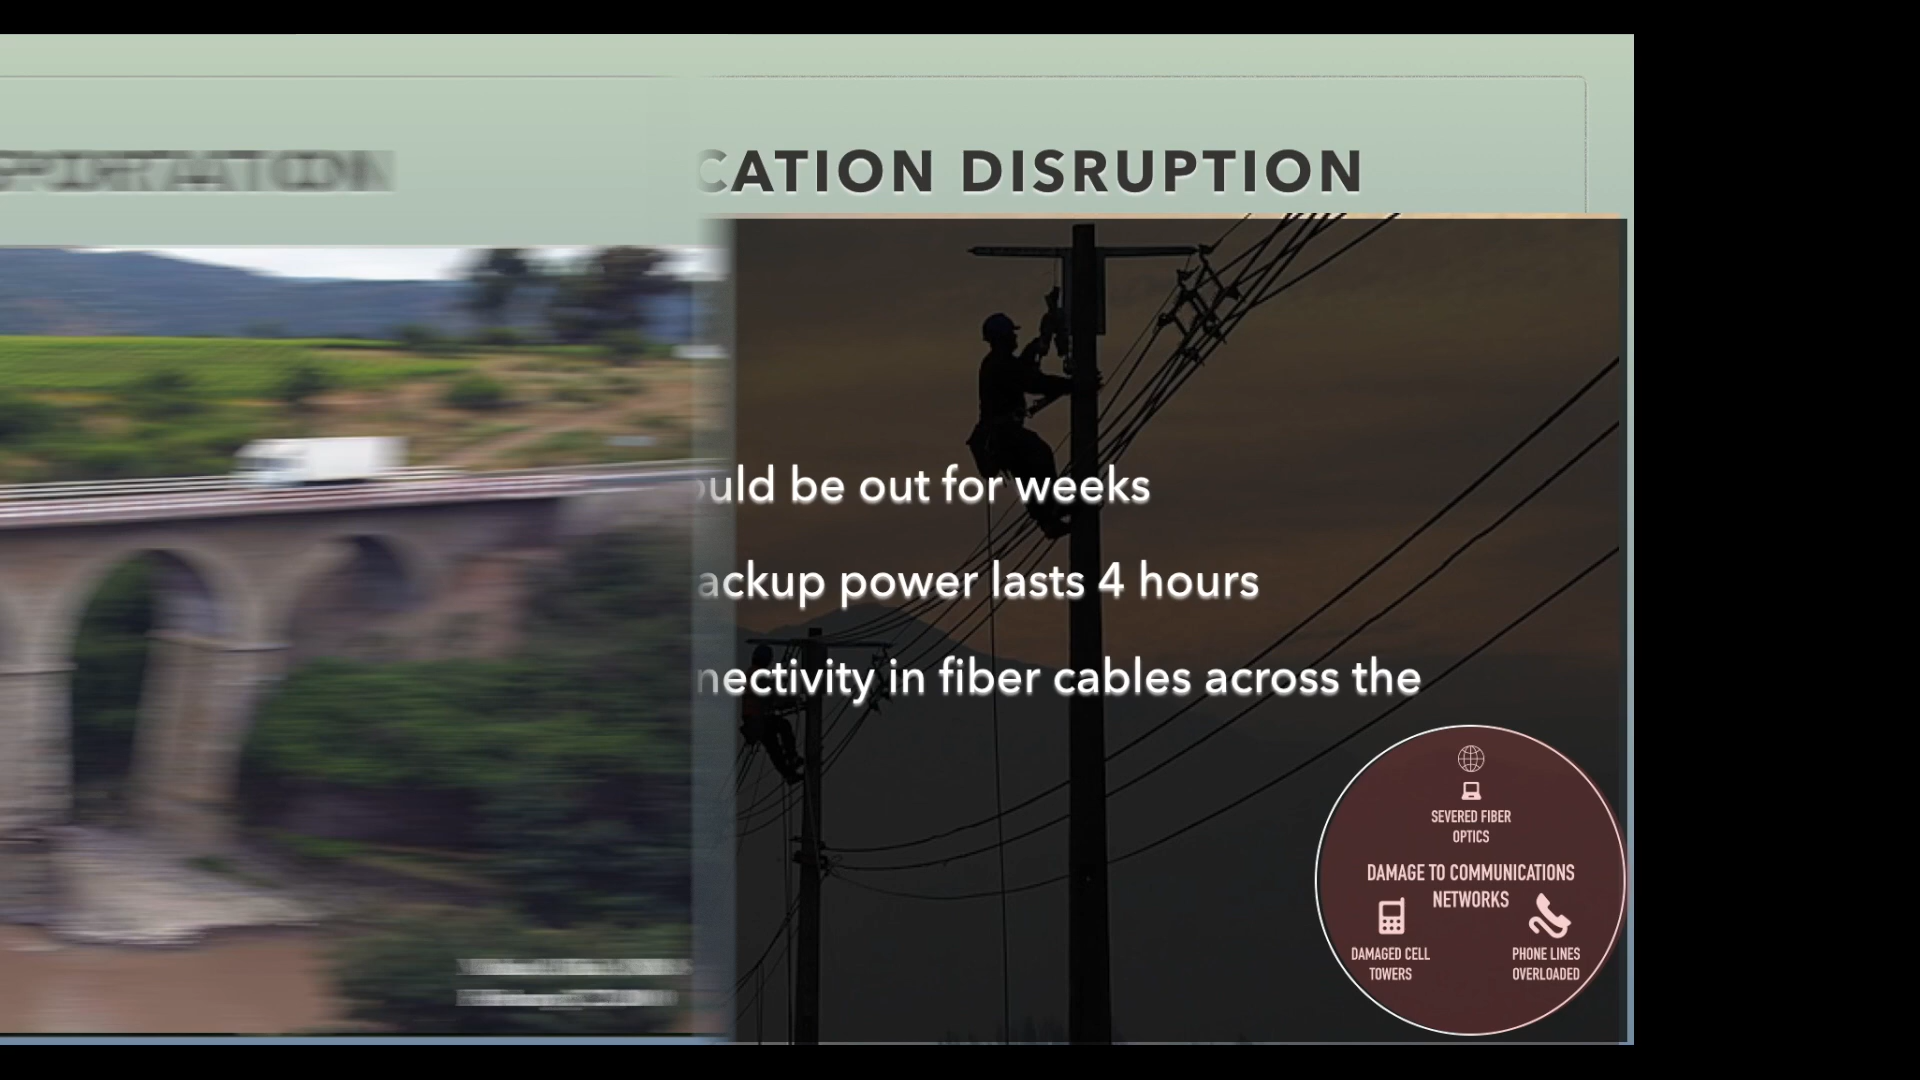 CATION DISRUPTION
uld be out for weeks
ackup power lasts 4 hours
nectivity in fiber cables across the
SEVERED FIBER
OPTICS
DAMAGE TO COMMUNICATIONS
NETWORKS
DAMAGED CELL
TOWERS
PHONE LINES
OVERLOADED